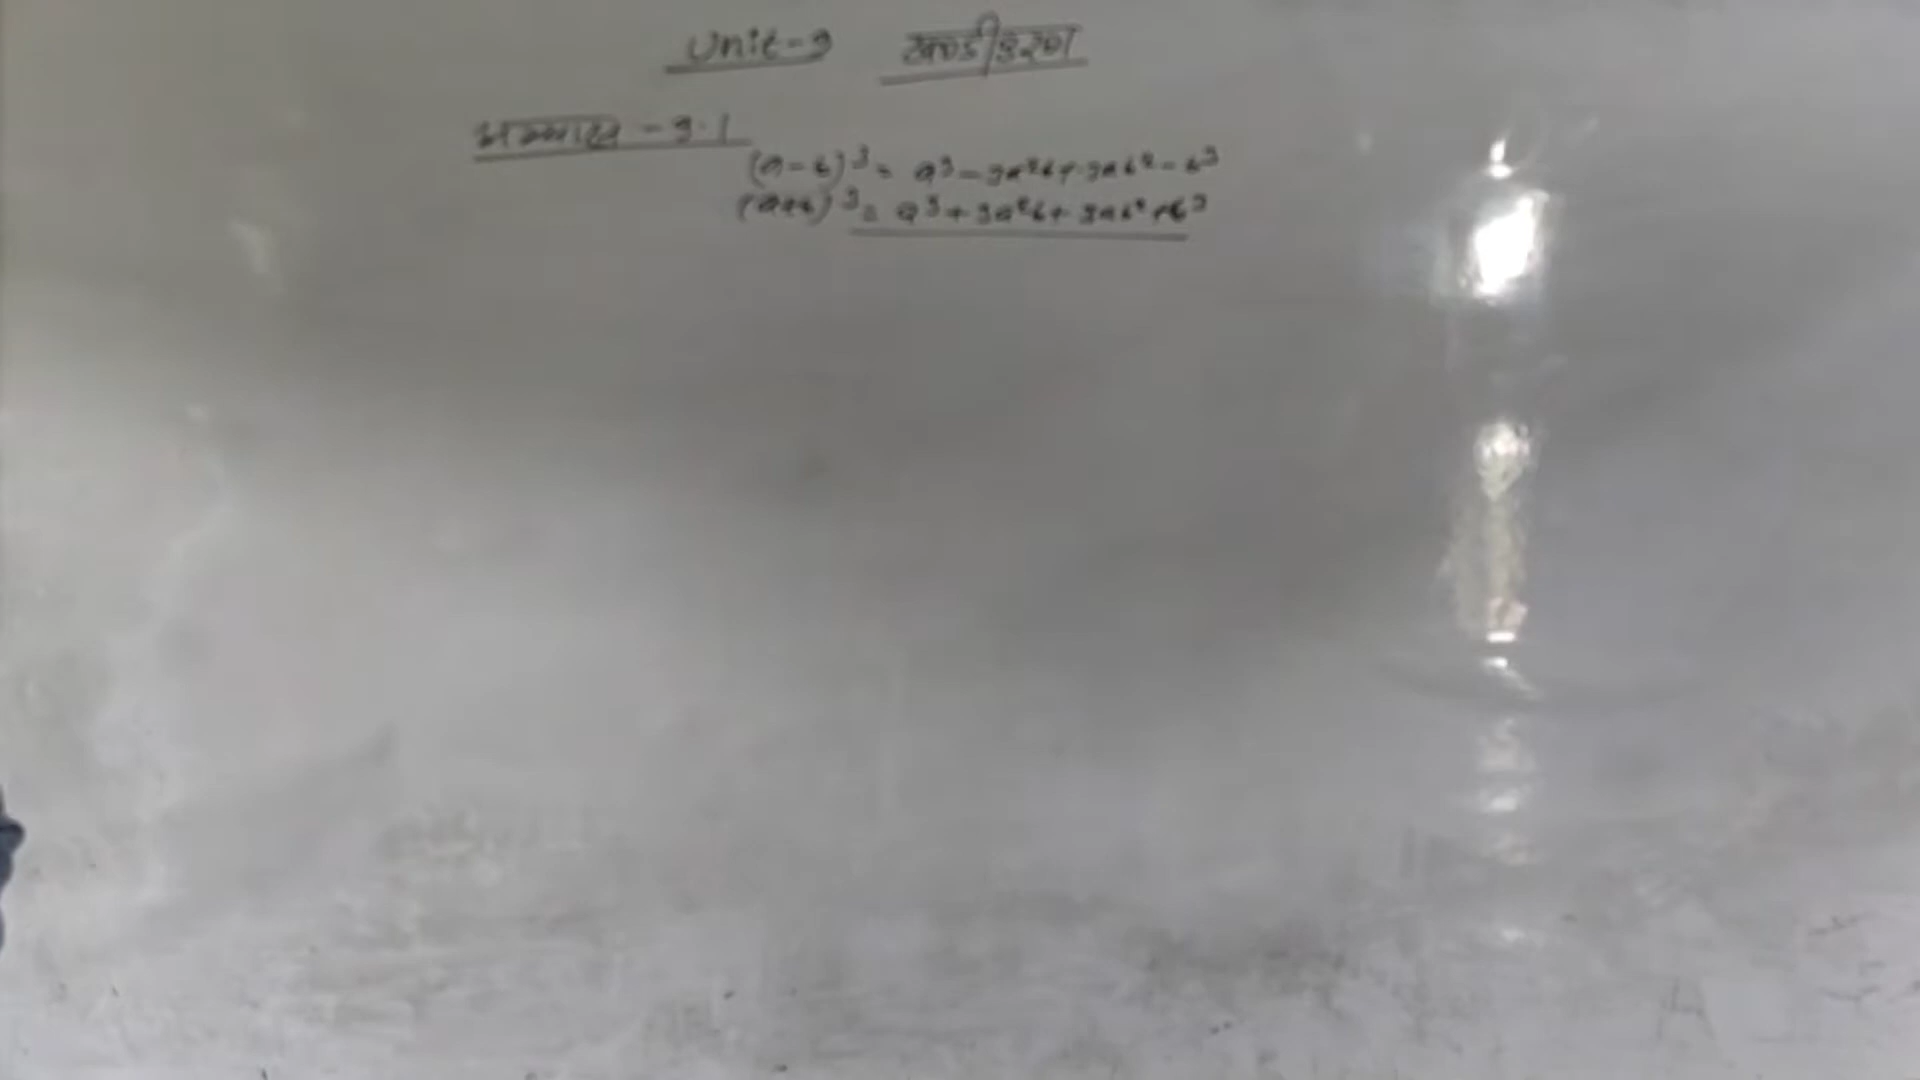 Unit-9 खण्डीकरण
अभ्यास - 9.1
(a-b)³ = a³-3a²b+3ab²-b³
(a+b)³ = a³+3a²b+3ab²+b³